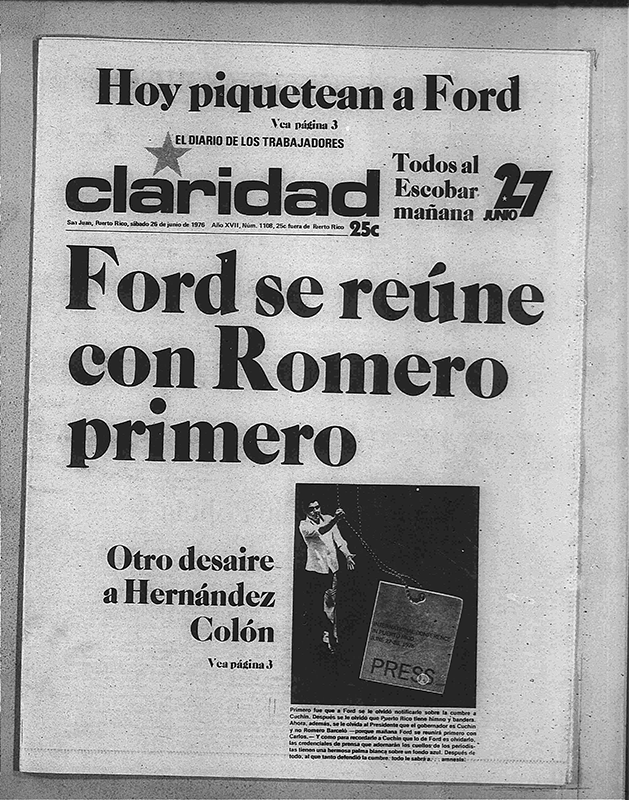 Hoy piquetean a Ford
Vea página 3
EL DIARIO DE LOS TRABAJADORES
claridad
Todos al
Escobar
mañana
27
JUNIO
San Juan, Puerto Rico, sábado 26 de junio de 1976 Año XVII, Núm. 1108, 25c fuera de Puerto Rico
25c
Ford se reúne
con Romero
primero
Otro desaire
a Hernández
Colón
Vea página 3
PRESS
Primero fue que a Ford se le olvidó notificarle sobre la cumbre a
Cuchín. Después se le olvidó que Puerto Rico tiene himno y bandera.
Ahora, además, se le olvida al Presidente que el gobernador es Cuchín
y no Romero Barceló —porque mañana Ford se reunirá primero con
Carlos.— Y como para recordarle a Cuchín que lo de Ford es olvidarlo,
las credenciales de prensa que adornarán los cuellos de los periodis-
tas tienen una hermosa palma blanca sobre un fondo azul. Después de
todo, al que tanto defendió la cumbre, todo le sabrá a... amnesia.